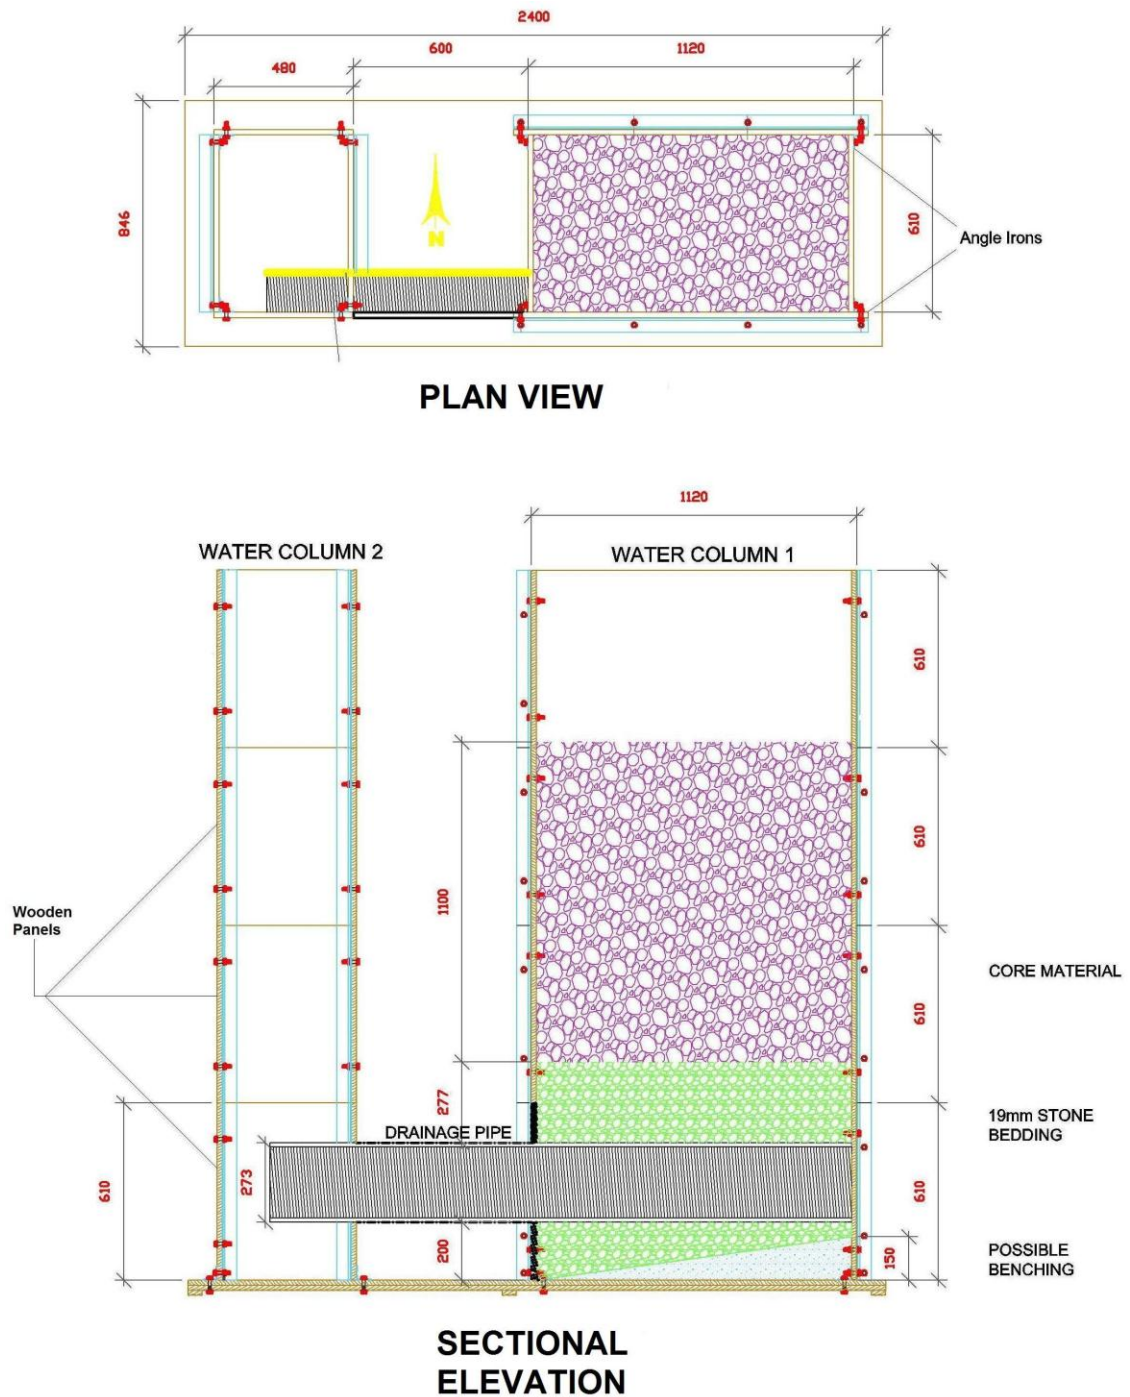 2400
600
1120
480
846
N
610
Angle Irons
PLAN VIEW
1120
WATER COLUMN 2
WATER COLUMN 1
610
610
1100
Wooden
Panels
CORE MATERIAL
610
277
19mm STONE
BEDDING
DRAINAGE PIPE
273
610
610
200
150
POSSIBLE
BENCHING
SECTIONAL
ELEVATION